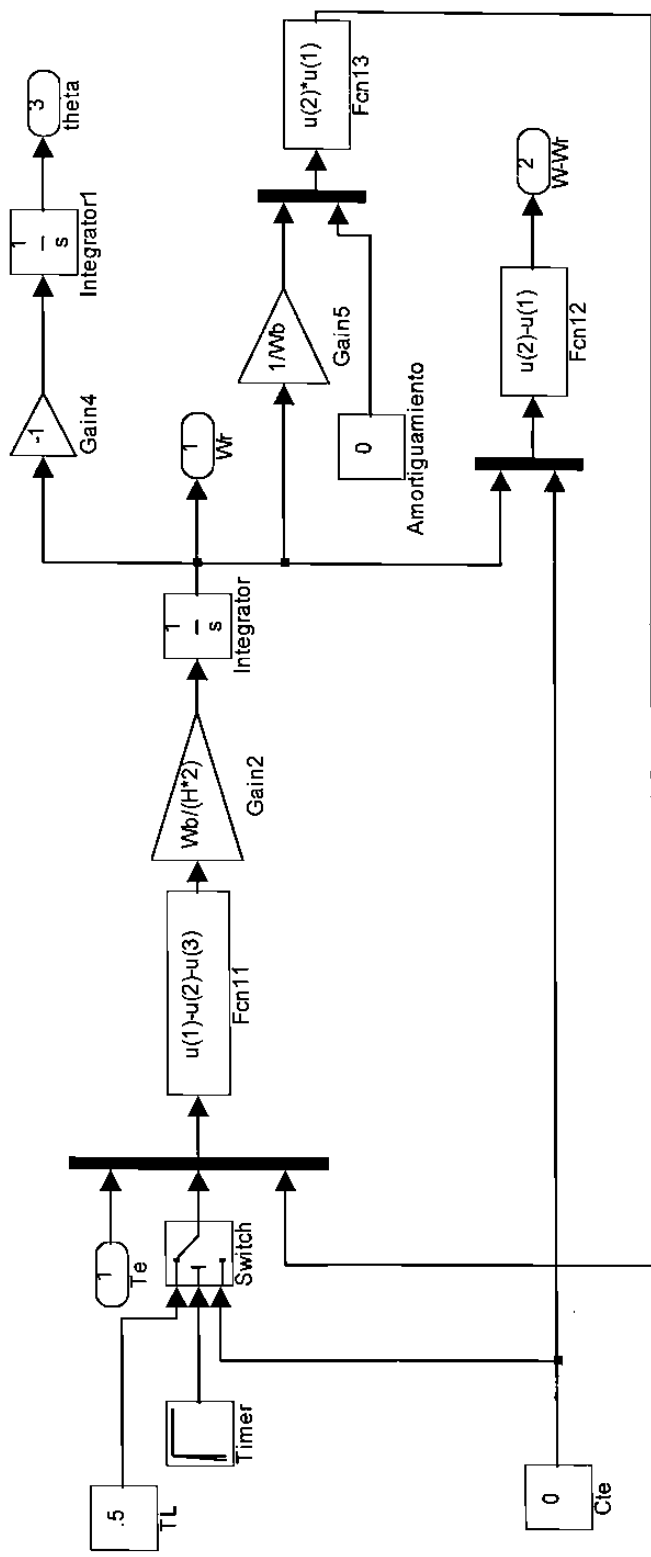 .5
TL
Timer
1
Te
Switch
0
Cte
u(1)-u(2)-u(3)
Fcn11
Wb/(H*2)
Gain2
1
s
Integrator
-1
Gain4
1
s
Integrator1
3
theta
1
Wr
1/Wb
Gain5
0
Amortiguamiento
u(2)*u(1)
Fcn13
u(2)-u(1)
Fcn12
2
W-Wr